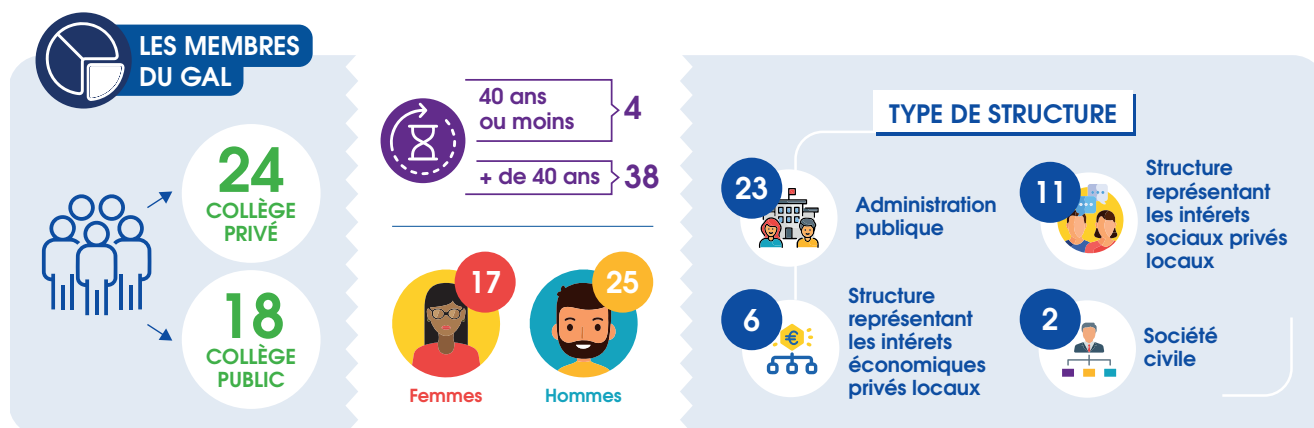 LES MEMBRES
DU GAL
24
COLLÈGE
PRIVÉ
18
COLLÈGE
PUBLIC
40 ans
ou moins
4
+ de 40 ans
38
17
Femmes
25
Hommes
TYPE DE STRUCTURE
23
Administration
publique
11
Structure
représentant
les intérets
sociaux privés
locaux
6
€
Structure
représentant
les intérets
économiques
privés locaux
2
Société
civile